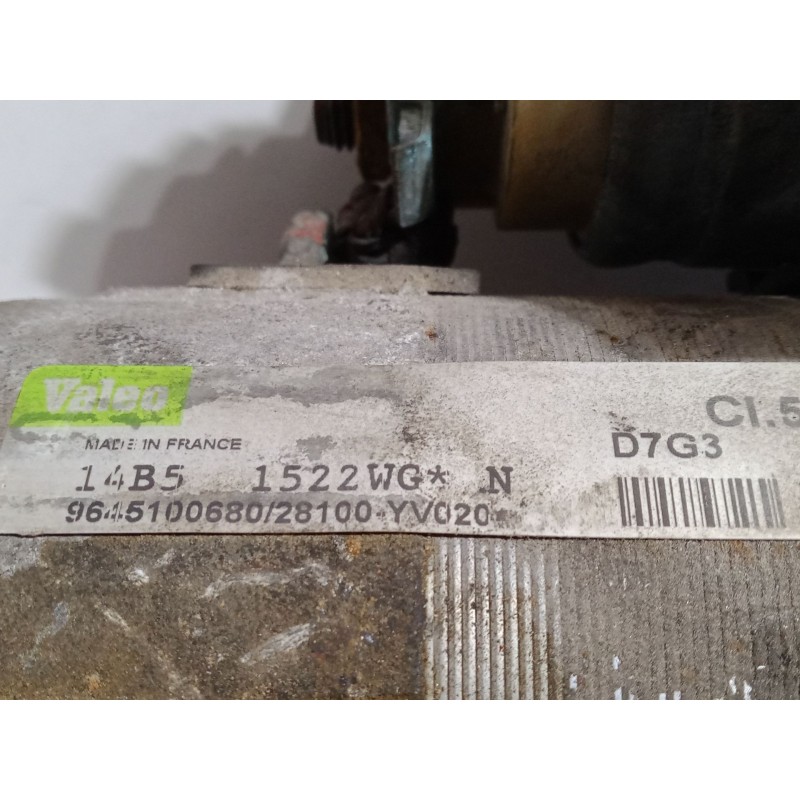 Valeo
CI.5
MADE IN FRANCE
D7G3
14B5 1522WG* N
9645100680/28100-YV020*